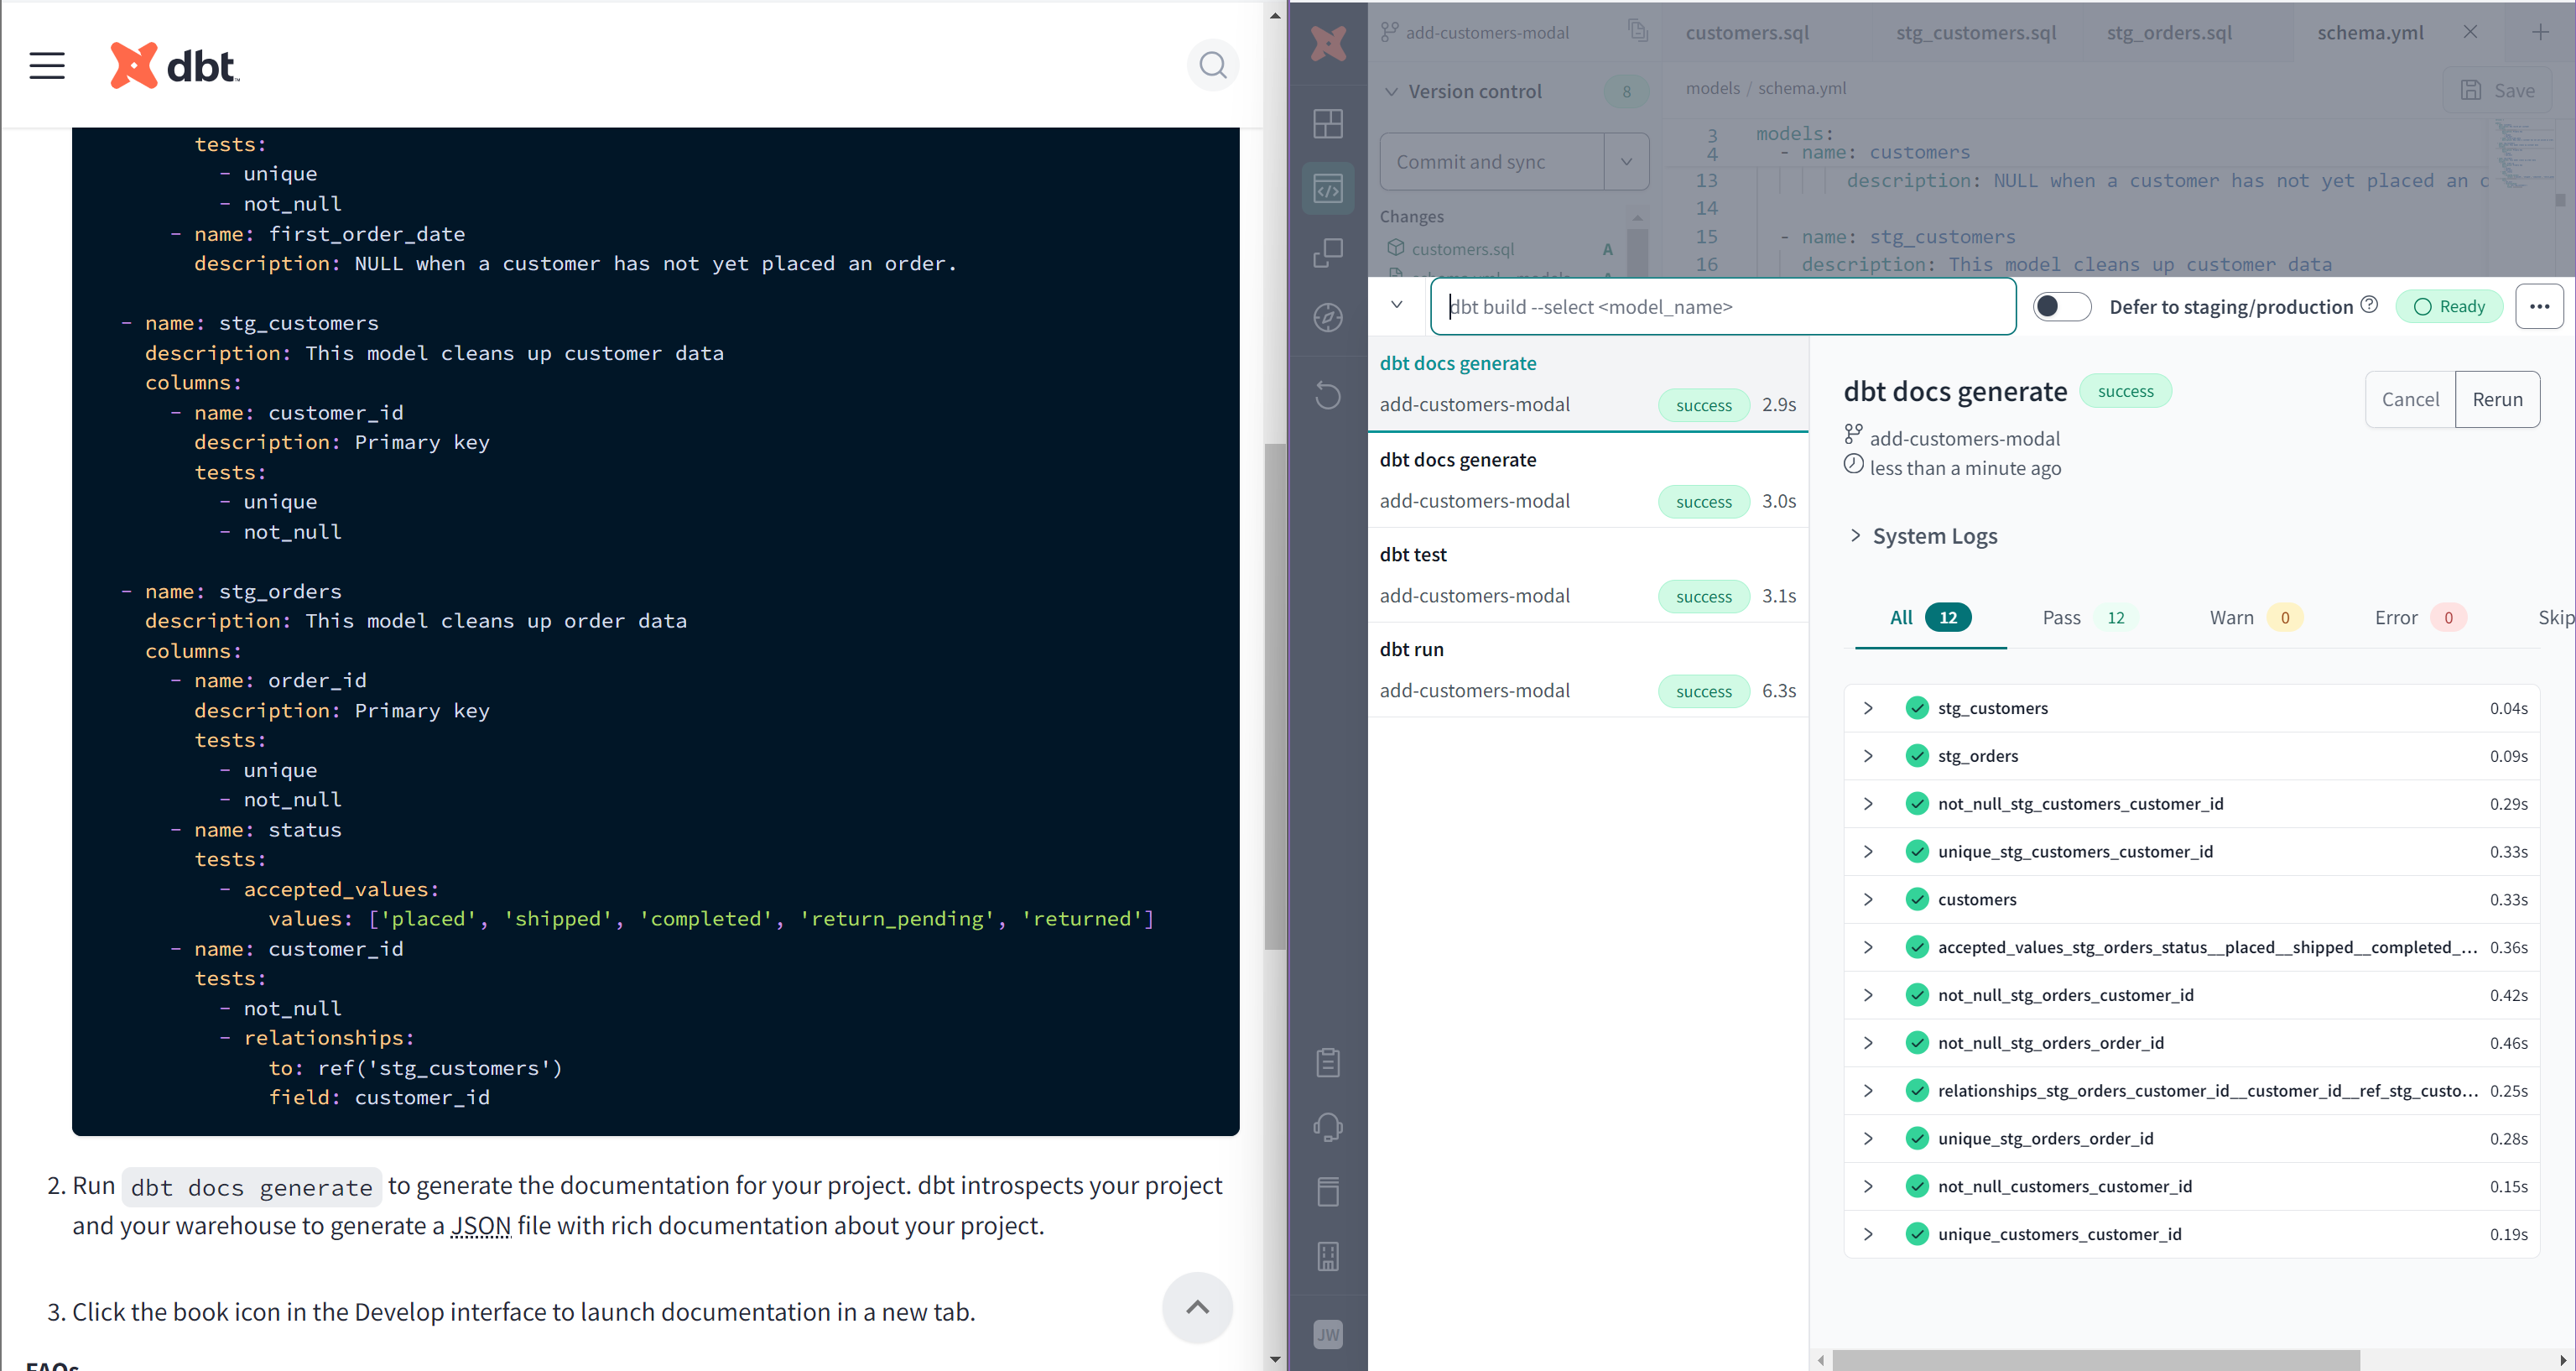 dbt
tests:
- unique
- not_null
- name: first_order_date
description: NULL when a customer has not yet placed an order.
- name: stg_customers
description: This model cleans up customer data
columns:
- name: customer_id
description: Primary key
tests:
- unique
- not_null
- name: stg_orders
description: This model cleans up order data
columns:
- name: order_id
description: Primary key
tests:
- unique
- not_null
- name: status
tests:
- accepted_values:
values: ['placed', 'shipped', 'completed', 'return_pending', 'returned']
- name: customer_id
tests:
- not_null
- relationships:
to: ref('stg_customers')
field: customer_id
2. Run dbt docs generate to generate the documentation for your project. dbt introspects your project
and your warehouse to generate a JSON file with rich documentation about your project.
3. Click the book icon in the Develop interface to launch documentation in a new tab.
FAQs
JW
add-customers-modal
Version control 8
Commit and sync
Changes
customers.sql A
customers.sql stg_customers.sql stg_orders.sql schema.yml
models / schema.yml
Save
3 models:
4 - name: customers
13 description: NULL when a customer has not yet placed an o
14
15 - name: stg_customers
16 description: This model cleans up customer data
dbt build --select <model_name>
Defer to staging/production ? Ready ...
dbt docs generate
add-customers-modal success 2.9s
dbt docs generate
add-customers-modal success 3.0s
dbt test
add-customers-modal success 3.1s
dbt run
add-customers-modal success 6.3s
dbt docs generate success
Cancel Rerun
add-customers-modal
less than a minute ago
System Logs
All 12 Pass 12 Warn 0 Error 0 Skip
stg_customers 0.04s
stg_orders 0.09s
not_null_stg_customers_customer_id 0.29s
unique_stg_customers_customer_id 0.33s
customers 0.33s
accepted_values_stg_orders_status__placed__shipped__completed_... 0.36s
not_null_stg_orders_customer_id 0.42s
not_null_stg_orders_order_id 0.46s
relationships_stg_orders_customer_id__customer_id__ref_stg_custo... 0.25s
unique_stg_orders_order_id 0.28s
not_null_customers_customer_id 0.15s
unique_customers_customer_id 0.19s